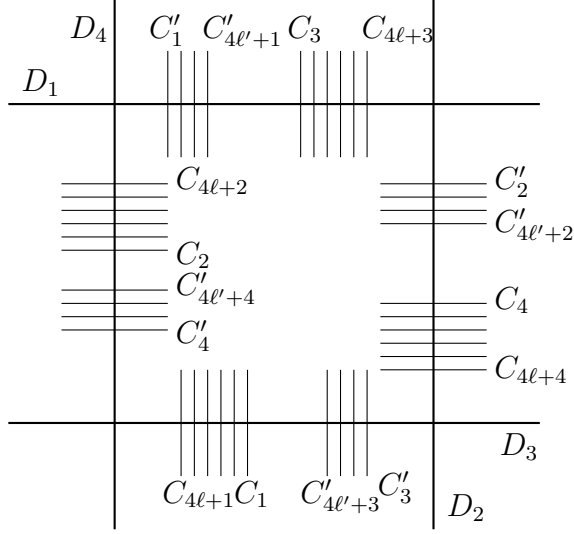 D₄ C′₁ C′₄ℓ′₊₁ C₃ C₄ℓ₊₃
D₁
C₄ℓ₊₂ C′₂
C′₄ℓ′₊₂
C₂
C′₄ℓ′₊₄ C₄
C′₄
C₄ℓ₊₄
D₃
C₄ℓ₊₁ C₁ C′₄ℓ′₊₃ C′₃
D₂